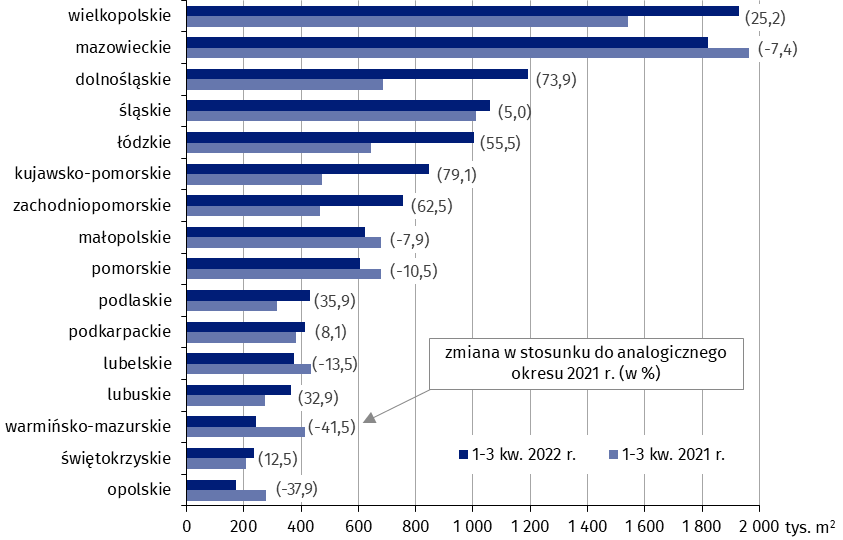 wielkopolskie (25,2)
mazowieckie (-7,4)
dolnośląskie (73,9)
śląskie (5,0)
łódzkie (55,5)
kujawsko-pomorskie (79,1)
zachodniopomorskie (62,5)
małopolskie (-7,9)
pomorskie (-10,5)
podlaskie (35,9)
podkarpackie (8,1)
lubelskie (-13,5)
lubuskie (32,9)
warmińsko-mazurskie (-41,5)
świętokrzyskie (12,5)
opolskie (-37,9)
zmiana w stosunku do analogicznego
okresu 2021 r. (w %)
1-3 kw. 2022 r. 1-3 kw. 2021 r.
0 200 400 600 800 1 000 1 200 1 400 1 600 1 800 2 000 tys. m²